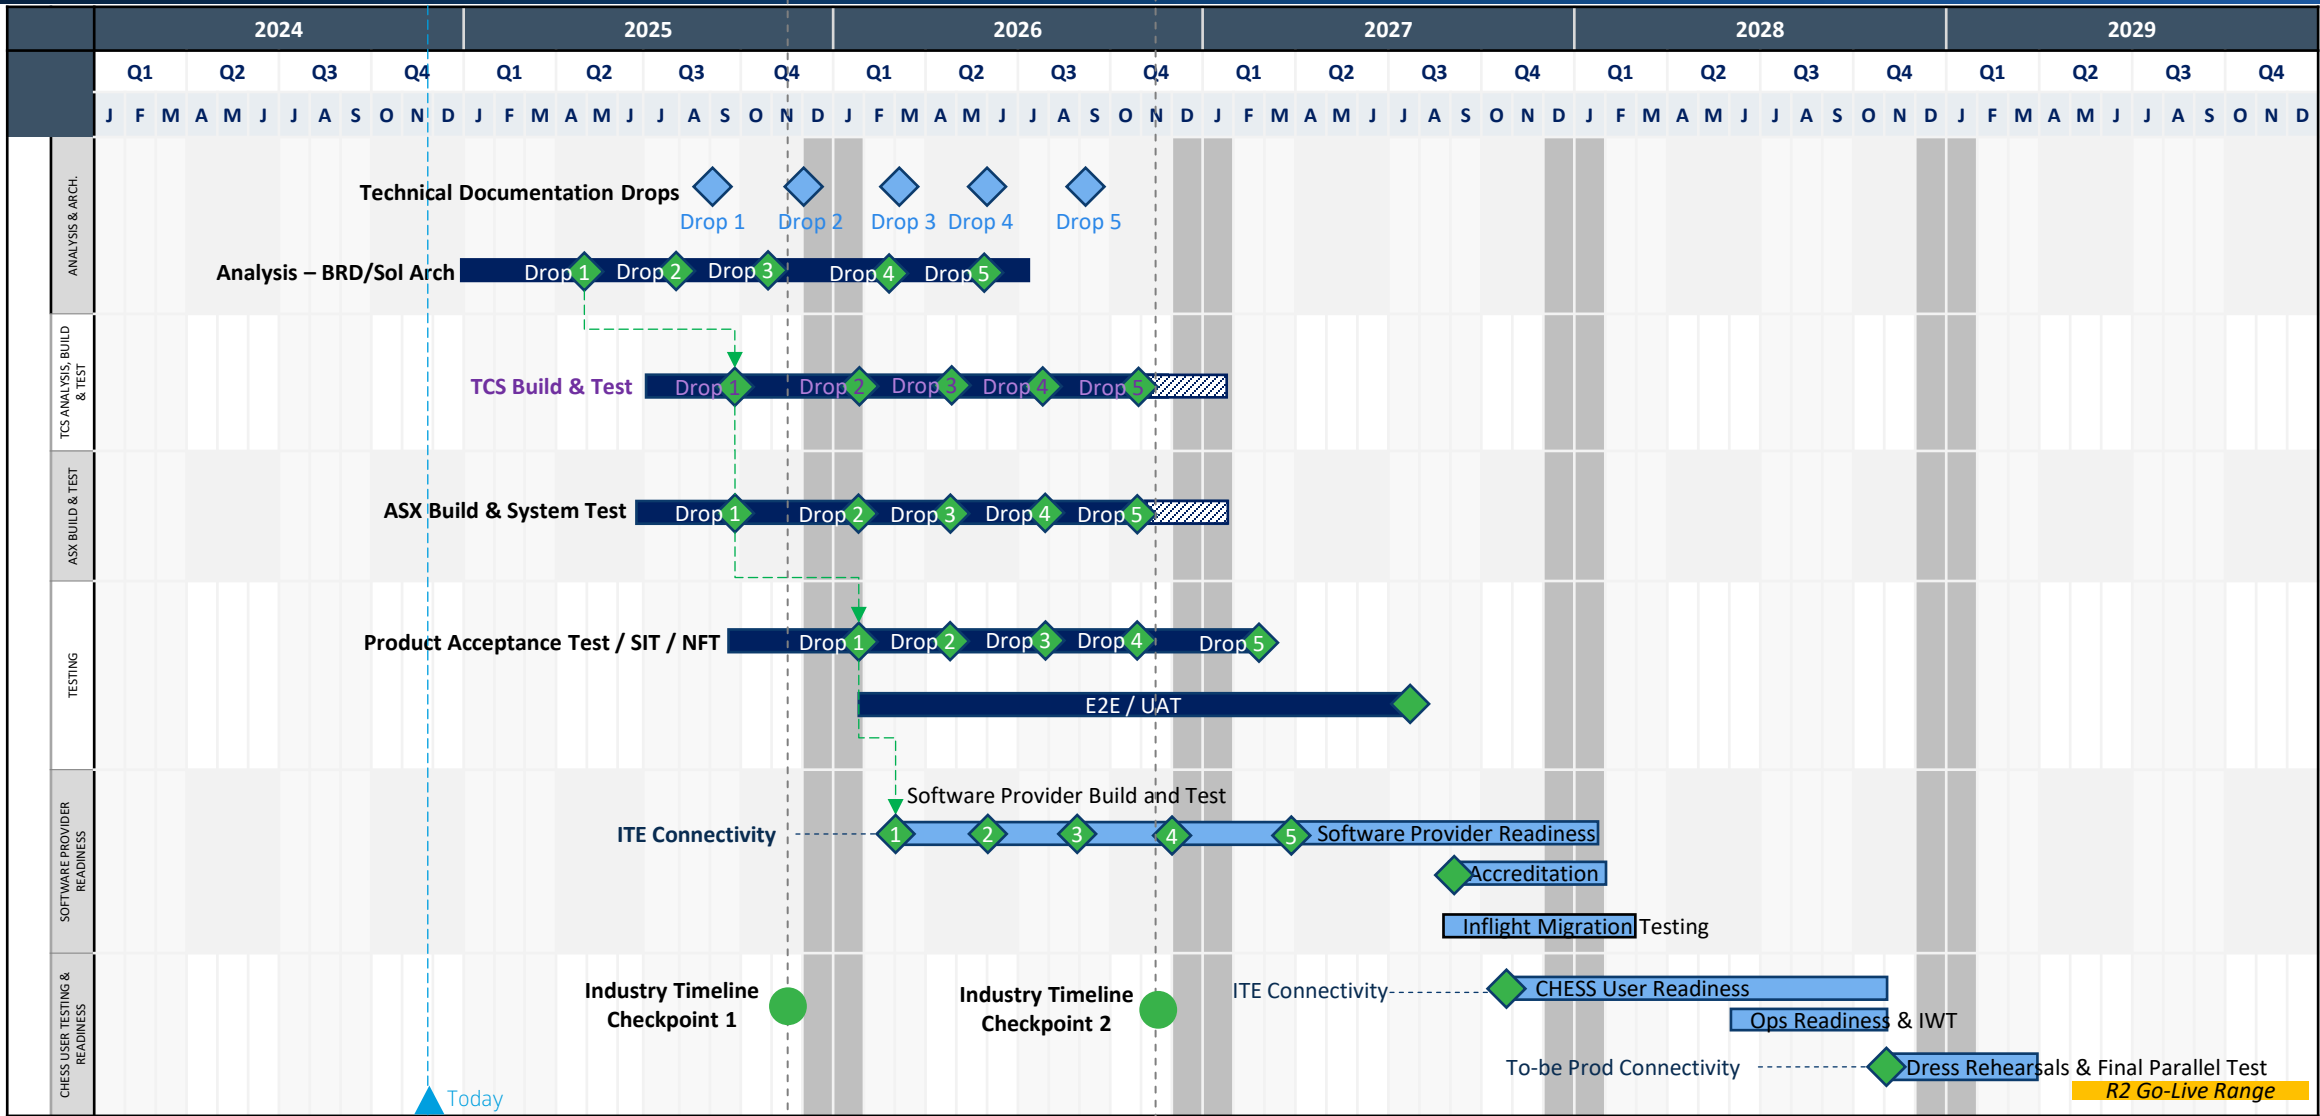 2024 2025 2026 2027 2028 2029
Q1 Q2 Q3 Q4 Q1 Q2 Q3 Q4 Q1 Q2 Q3 Q4 Q1 Q2 Q3 Q4 Q1 Q2 Q3 Q4 Q1 Q2 Q3 Q4
J F M A M J J A S O N D J F M A M J J A S O N D J F M A M J J A S O N D J F M A M J J A S O N D J F M A M J J A S O N D J F M A M J J A S O N D
ANALYSIS & ARCH.
Technical Documentation Drops
Drop 1 Drop 2 Drop 3 Drop 4 Drop 5
Analysis – BRD/Sol Arch Drop 1 Drop 2 Drop 3 Drop 4 Drop 5
TCS ANALYSIS, BUILD
& TEST
TCS Build & Test Drop 1 Drop 2 Drop 3 Drop 4 Drop 5
ASX BUILD & TEST
ASX Build & System Test Drop 1 Drop 2 Drop 3 Drop 4 Drop 5
TESTING
Product Acceptance Test / SIT / NFT Drop 1 Drop 2 Drop 3 Drop 4 Drop 5
E2E / UAT
SOFTWARE PROVIDER
READINESS
Software Provider Build and Test
ITE Connectivity 1 2 3 4 5 Software Provider Readiness
Accreditation
Inflight Migration Testing
CHESS USER TESTING &
READINESS
Industry Timeline
Checkpoint 1
Industry Timeline
Checkpoint 2
ITE Connectivity CHESS User Readiness
Ops Readiness & IWT
To-be Prod Connectivity Dress Rehearsals & Final Parallel Test
R2 Go-Live Range
Today